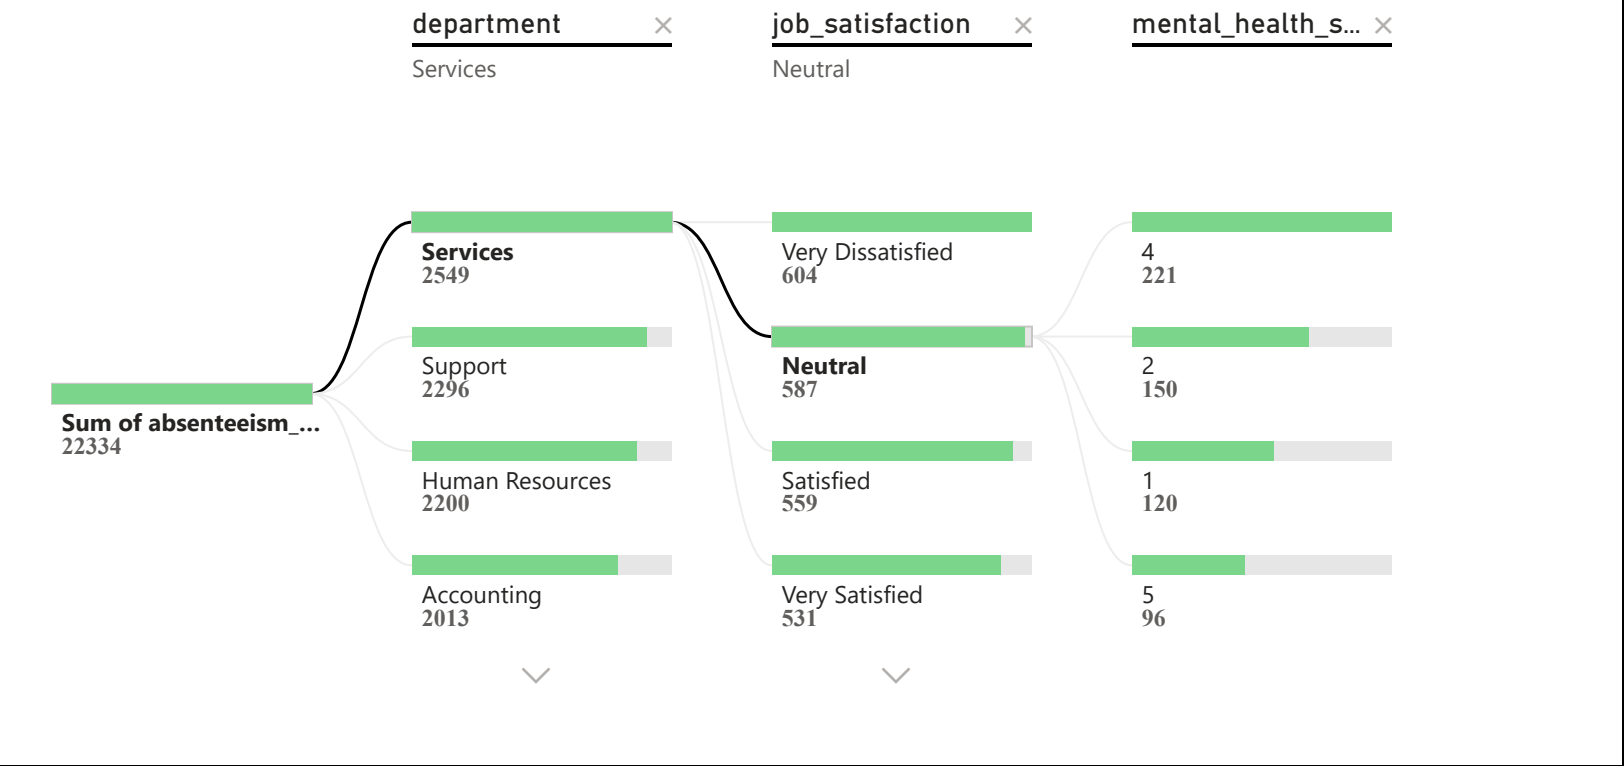 department
job_satisfaction
mental_health_s...
Services
Neutral
Sum of absenteeism_...
22334
Services
2549
Support
2296
Human Resources
2200
Accounting
2013
Very Dissatisfied
604
Neutral
587
Satisfied
559
Very Satisfied
531
4
221
2
150
1
120
5
96